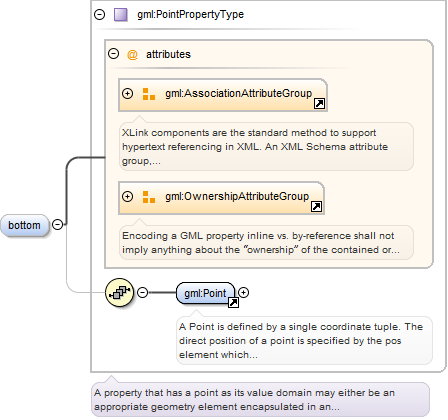 gml:PointPropertyType
@ attributes
gml:AssociationAttributeGroup
XLink components are the standard method to support
hypertext referencing in XML. An XML Schema attribute
group,...
gml:OwnershipAttributeGroup
Encoding a GML property inline vs. by-reference shall not
imply anything about the "ownership" of the contained or...
bottom
gml:Point
A Point is defined by a single coordinate tuple. The
direct position of a point is specified by the pos
element which...
A property that has a point as its value domain may either be an
appropriate geometry element encapsulated in an...